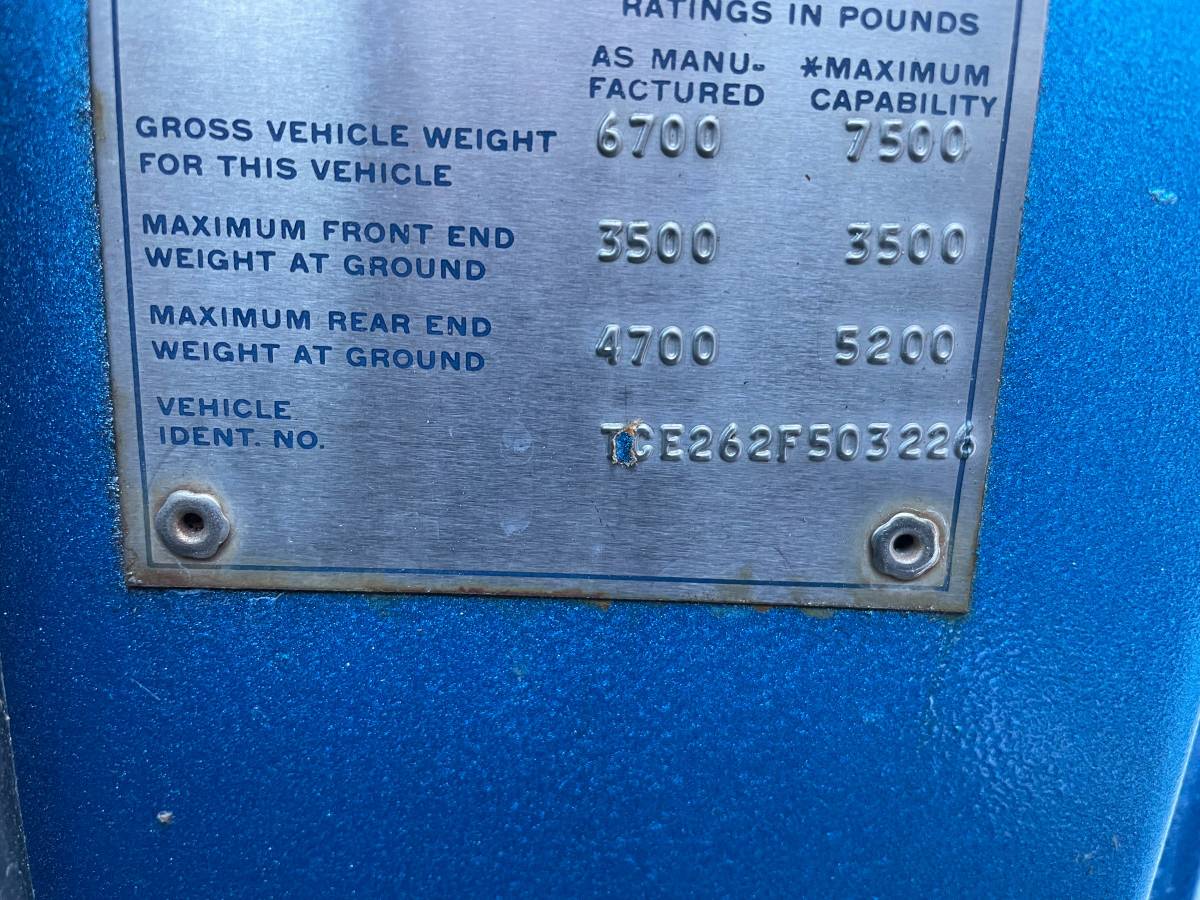 RATINGS IN POUNDS
AS MANU- *MAXIMUM
FACTURED CAPABILITY
GROSS VEHICLE WEIGHT 6700 7500
FOR THIS VEHICLE
MAXIMUM FRONT END 3500 3500
WEIGHT AT GROUND
MAXIMUM REAR END 4700 5200
WEIGHT AT GROUND
VEHICLE
IDENT. NO. TCE262F503226